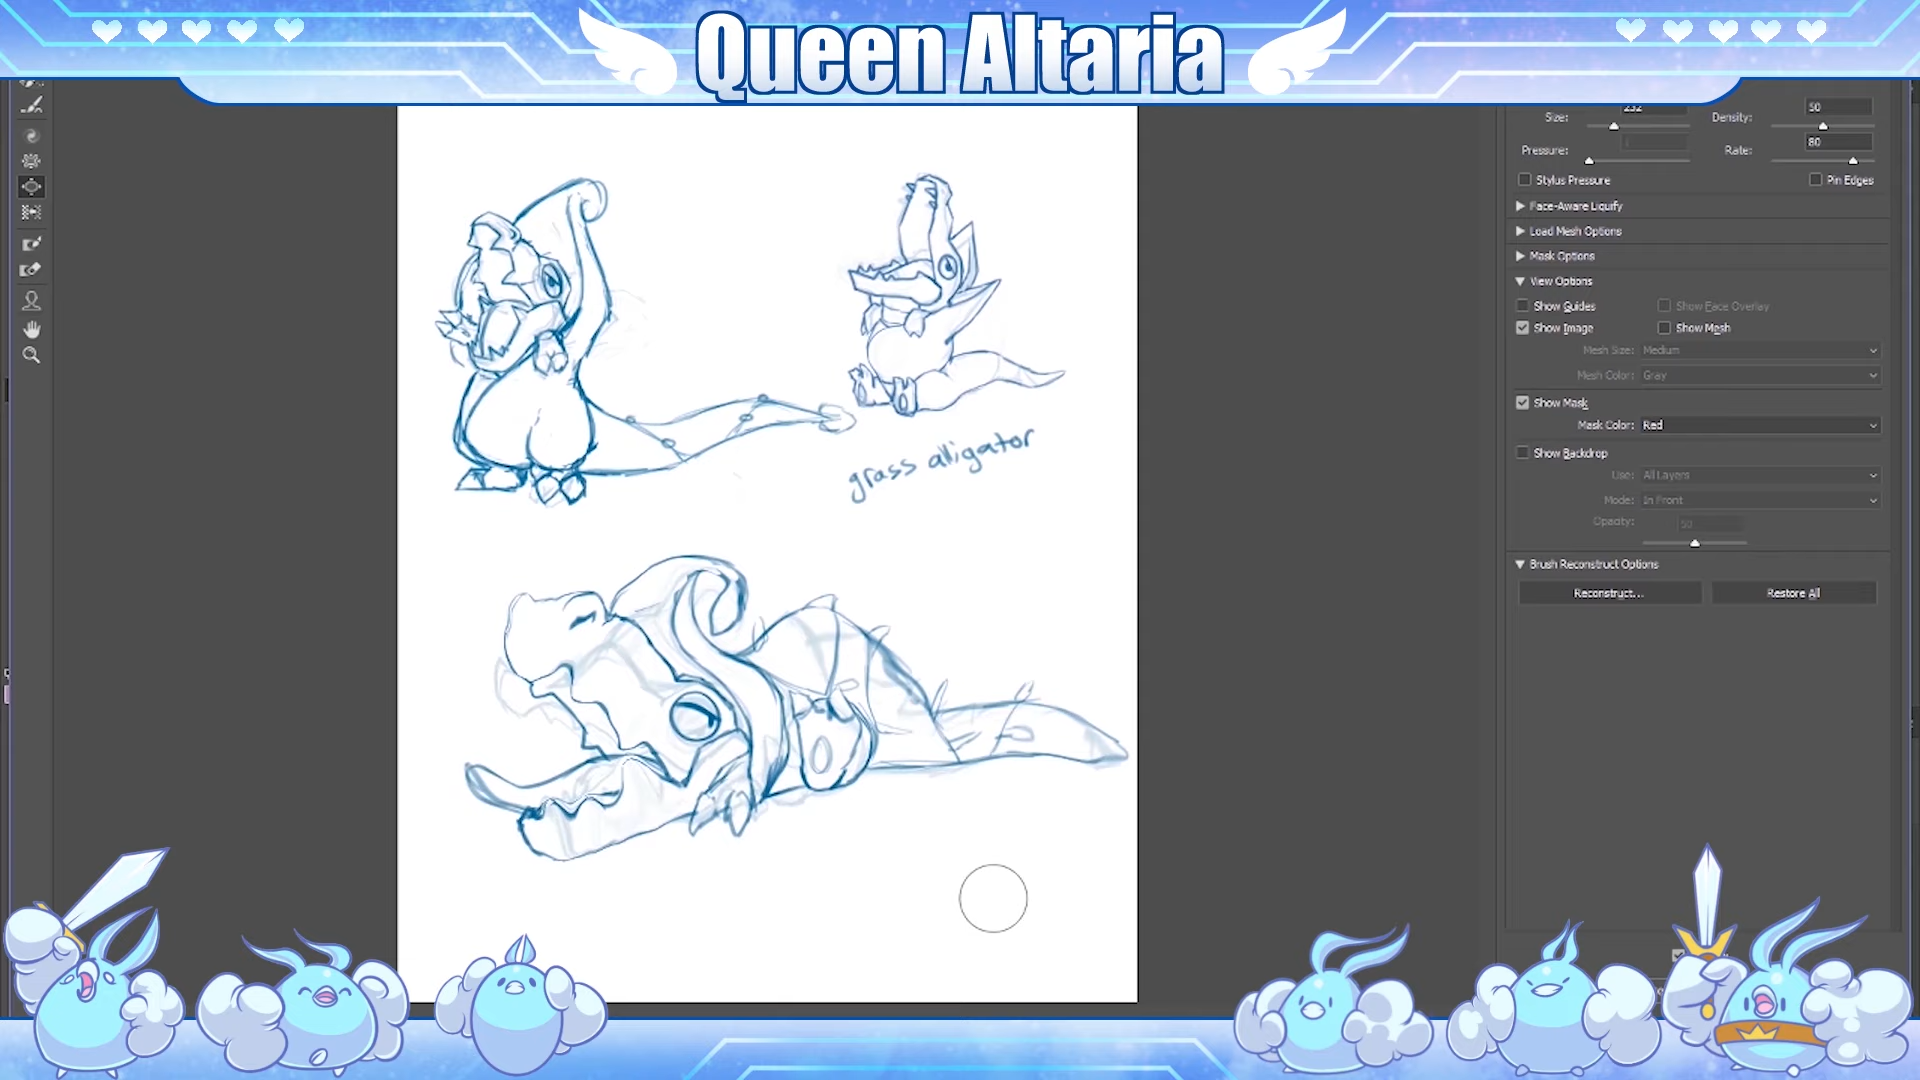 Queen Altaria
Size: 232 Density: 50
Pressure: Rate: 80
Stylus Pressure Pin Edges
Face-Aware Liquify
Load Mesh Options
Mask Options
View Options
Show Guides Show Face Overlay
Show Image Show Mesh
Mesh Size: Medium
Mesh Color: Gray
Show Mask
Mask Color: Red
Show Backdrop
Use: All Layers
Mode: In Front
Opacity: 50
Brush Reconstruct Options
Reconstruct... Restore All
grass alligator